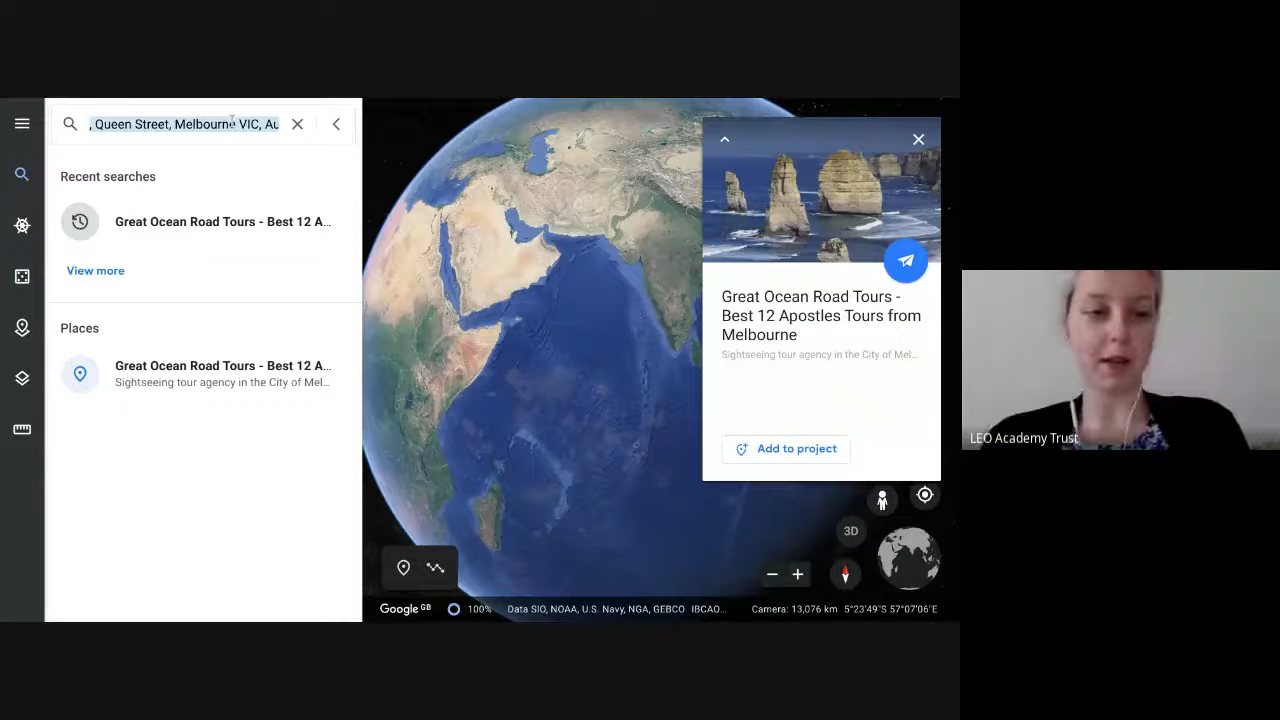 , Queen Street, Melbourne VIC, Au
Recent searches
Great Ocean Road Tours - Best 12 A...
View more
Places
Great Ocean Road Tours - Best 12 A...
Sightseeing tour agency in the City of Mel...
Great Ocean Road Tours -
Best 12 Apostles Tours from
Melbourne
Sightseeing tour agency in the City of Mel...
Add to project
3D
Google GB
100%
Data SIO, NOAA, U.S. Navy, NGA, GEBCO IBCAO...
Camera: 13,076 km 5°23'49"S 57°07'06"E
LEO Academy Trust